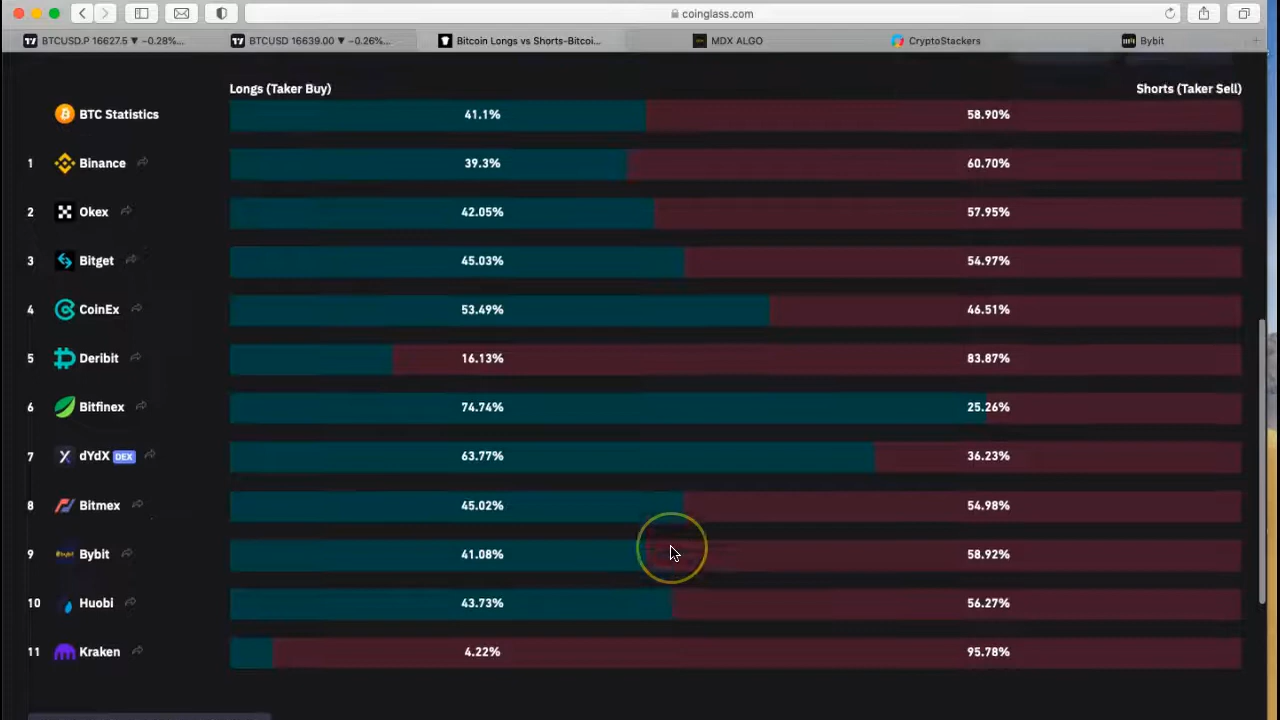 coinglass.com
BTCUSD.P 16627.5 ▼ −0.28%...
BTCUSD 16639.00 ▼ −0.26%...
Bitcoin Longs vs Shorts-Bitcoi...
MDX ALGO
CryptoStackers
Bybit
Longs (Taker Buy) Shorts (Taker Sell)
BTC Statistics 41.1% 58.90%
1 Binance 39.3% 60.70%
2 Okex 42.05% 57.95%
3 Bitget 45.03% 54.97%
4 CoinEx 53.49% 46.51%
5 Deribit 16.13% 83.87%
6 Bitfinex 74.74% 25.26%
7 dYdX DEX 63.77% 36.23%
8 Bitmex 45.02% 54.98%
9 Bybit 41.08% 58.92%
10 Huobi 43.73% 56.27%
11 Kraken 4.22% 95.78%